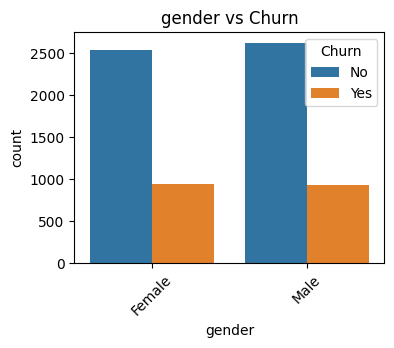 gender vs Churn
Churn
No
Yes
count
2500
2000
1500
1000
500
0
Female
Male
gender